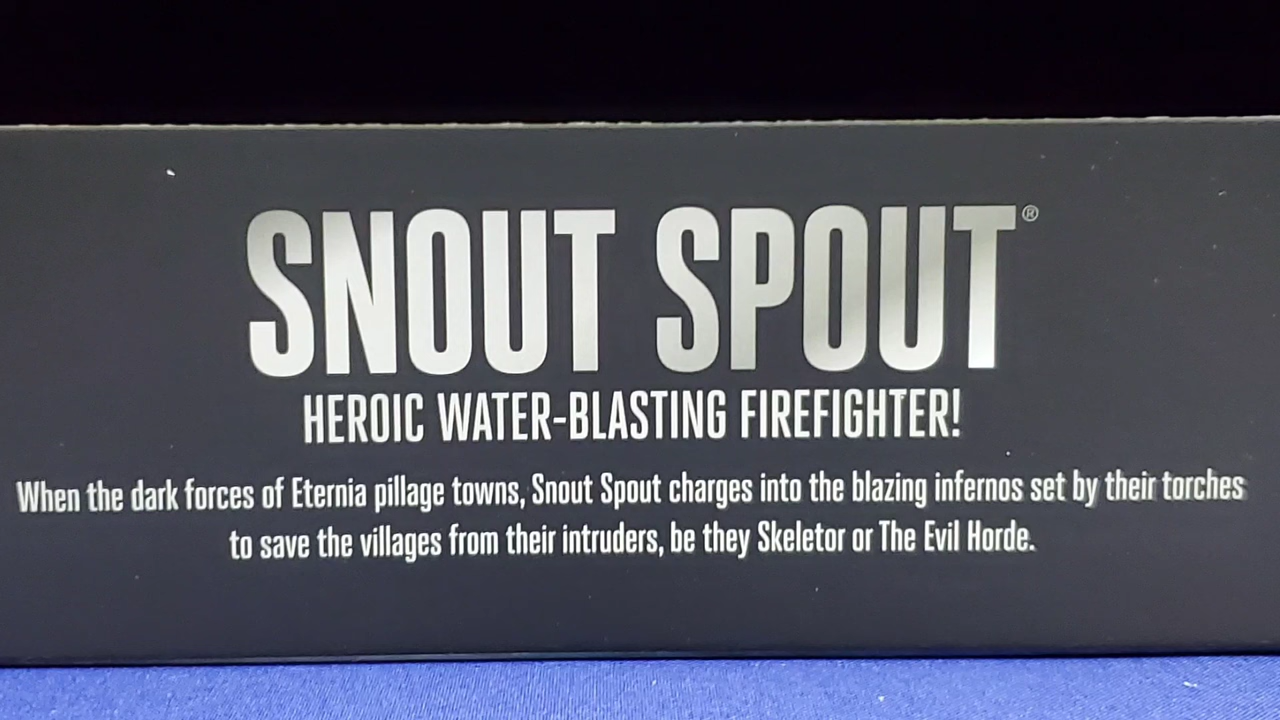 SNOUT SPOUT®
HEROIC WATER-BLASTING FIREFIGHTER!
When the dark forces of Eternia pillage towns, Snout Spout charges into the blazing infernos set by their torches
to save the villages from their intruders, be they Skeletor or The Evil Horde.